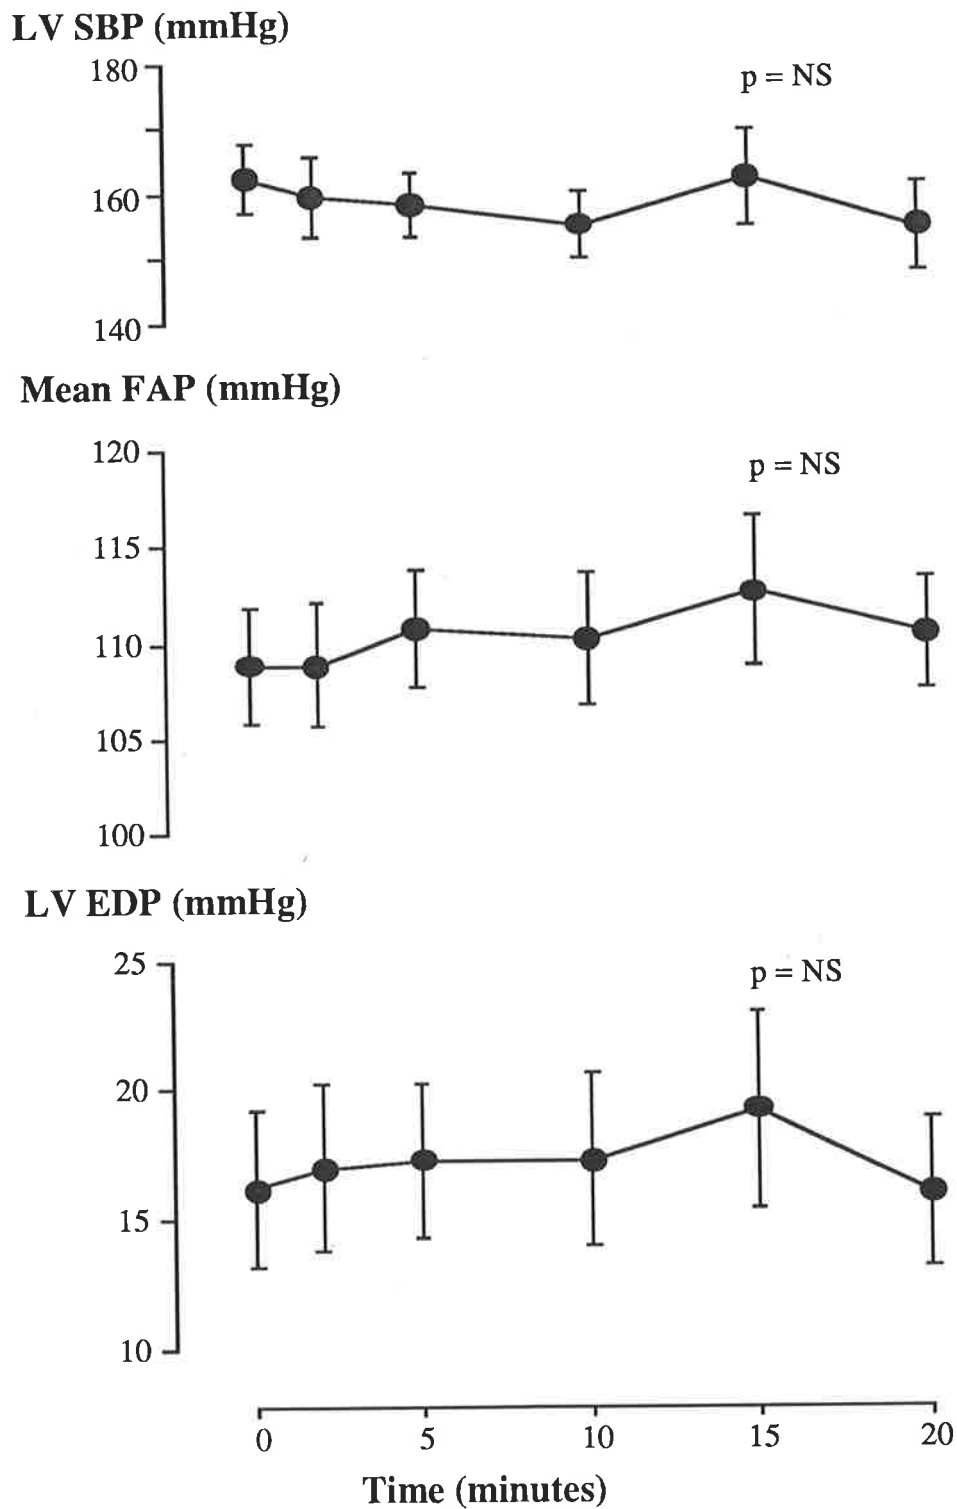 LV SBP (mmHg)
180
p = NS
160
140
Mean FAP (mmHg)
120
p = NS
115
110
105
100
LV EDP (mmHg)
25
p = NS
20
15
10
0 5 10 15 20
Time (minutes)